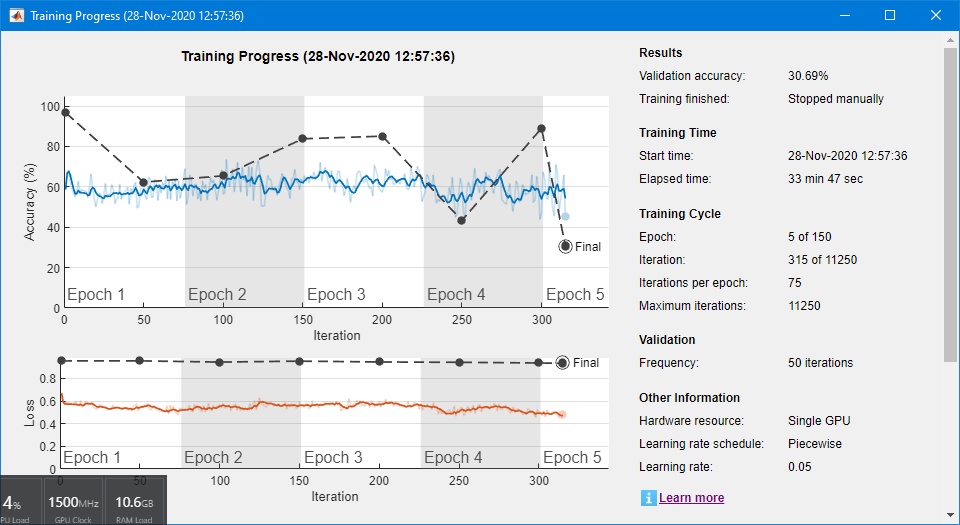 Training Progress (28-Nov-2020 12:57:36)
Training Progress (28-Nov-2020 12:57:36)
Accuracy (%)
100
80
60
40
20
0
Epoch 1
Epoch 2
Epoch 3
Epoch 4
Epoch 5
Final
0 50 100 150 200 250 300
Iteration
Loss
0.8
0.6
0.4
0.2
0
Epoch 1
Epoch 2
Epoch 3
Epoch 4
Epoch 5
Final
0 50 100 150 200 250 300
Iteration
4% 1500MHz 10.6GB
PU Load GPU Clock RAM Load
Results
Validation accuracy: 30.69%
Training finished: Stopped manually
Training Time
Start time: 28-Nov-2020 12:57:36
Elapsed time: 33 min 47 sec
Training Cycle
Epoch: 5 of 150
Iteration: 315 of 11250
Iterations per epoch: 75
Maximum iterations: 11250
Validation
Frequency: 50 iterations
Other Information
Hardware resource: Single GPU
Learning rate schedule: Piecewise
Learning rate: 0.05
i Learn more